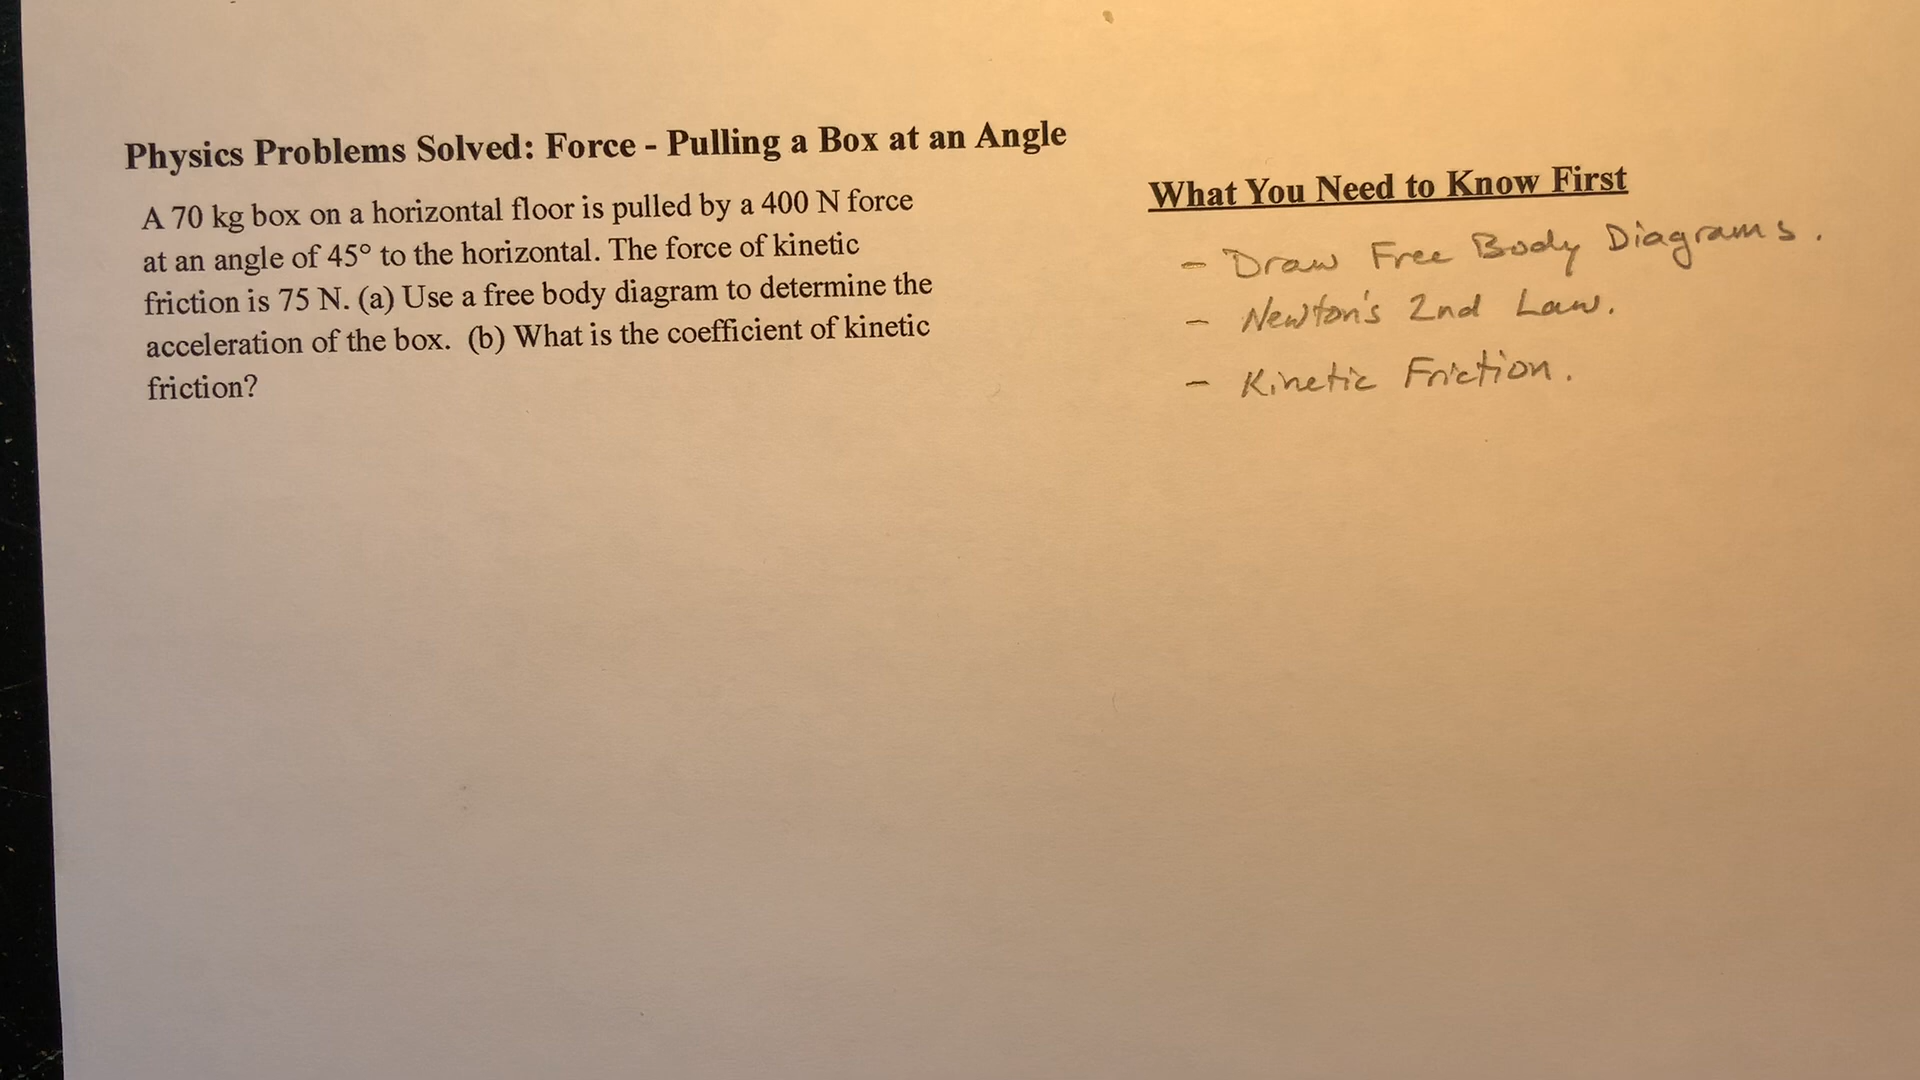 Physics Problems Solved: Force - Pulling a Box at an Angle
A 70 kg box on a horizontal floor is pulled by a 400 N force
at an angle of 45° to the horizontal. The force of kinetic
friction is 75 N. (a) Use a free body diagram to determine the
acceleration of the box. (b) What is the coefficient of kinetic
friction?
What You Need to Know First
- Draw Free Body Diagrams.
- Newton's 2nd Law.
- Kinetic Friction.